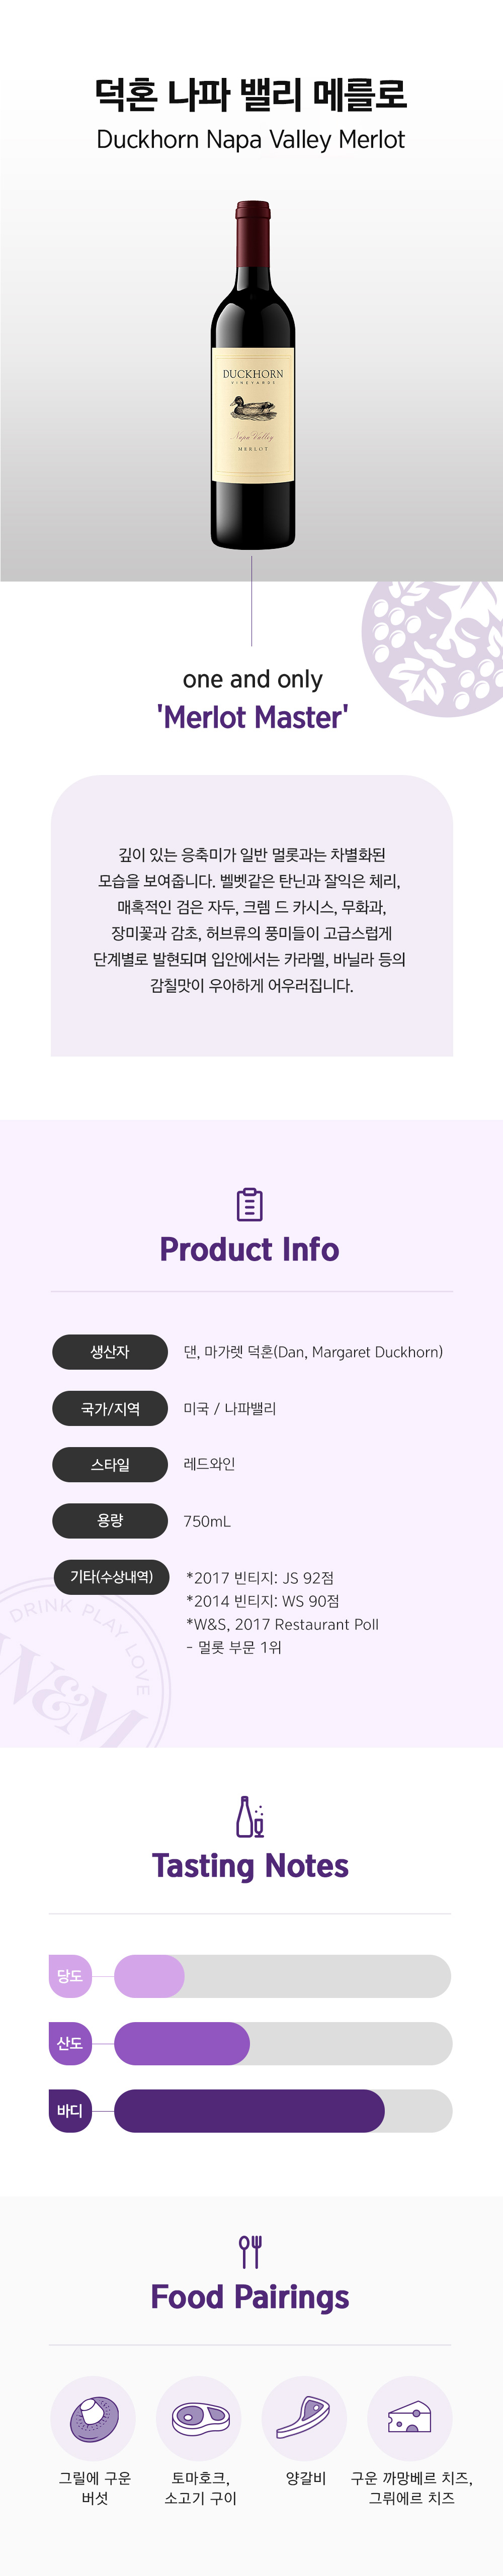 덕혼 나파 밸리 메를로
Duckhorn Napa Valley Merlot
DUCKHORN
VINEYARDS
Napa Valley
MERLOT
one and only
'Merlot Master'
깊이 있는 응축미가 일반 멀롯과는 차별화된
모습을 보여줍니다. 벨벳같은 탄닌과 잘익은 체리,
매혹적인 검은 자두, 크렘 드 카시스, 무화과,
장미꽃과 감초, 허브류의 풍미들이 고급스럽게
단계별로 발현되며 입안에서는 카라멜, 바닐라 등의
감칠맛이 우아하게 어우러집니다.
Product Info
생산자 댄, 마가렛 덕혼(Dan, Margaret Duckhorn)
국가/지역 미국 / 나파밸리
스타일 레드와인
용량 750mL
기타(수상내역) *2017 빈티지: JS 92점
*2014 빈티지: WS 90점
*W&S, 2017 Restaurant Poll
- 멀롯 부문 1위
DRINK PLAY LOVE
W&M
Tasting Notes
당도
산도
바디
Food Pairings
그릴에 구운
버섯
토마호크,
소고기 구이
양갈비
구운 까망베르 치즈,
그뤼에르 치즈